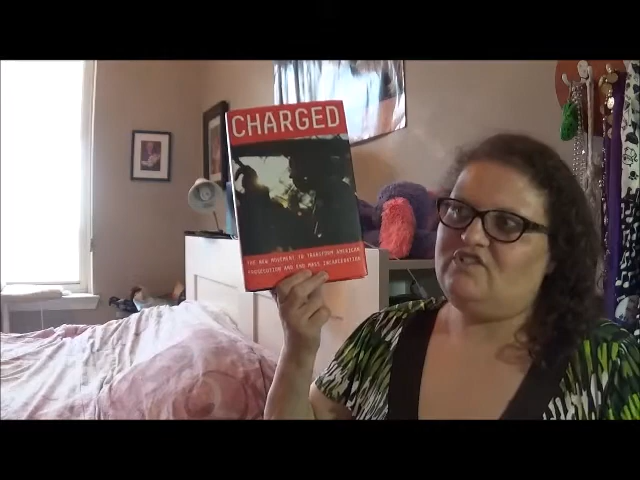 CHARGED
THE NEW MOVEMENT TO TRANSFORM AMERICAN
PROSECUTION AND END MASS INCARCERATION